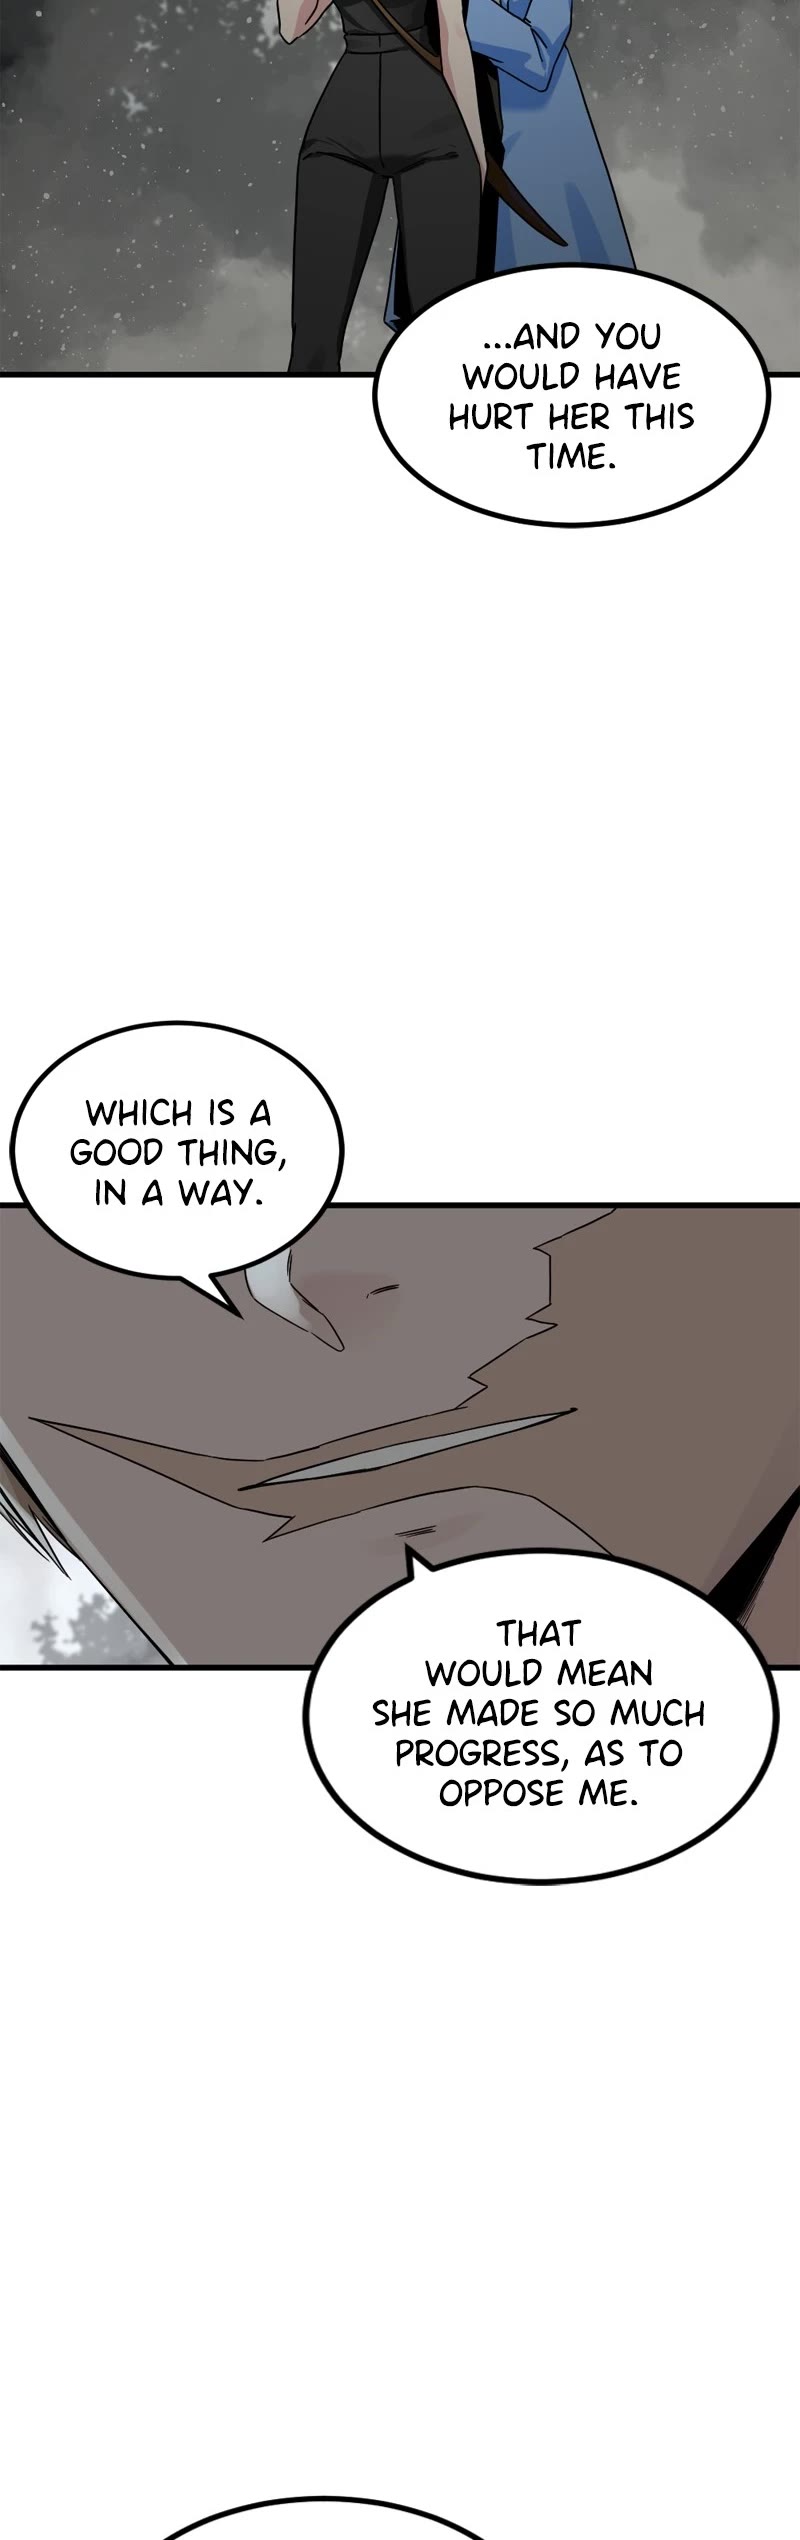 ...AND YOU
WOULD HAVE
HURT HER THIS
TIME.
WHICH IS A
GOOD THING,
IN A WAY.
THAT
WOULD MEAN
SHE MADE SO MUCH
PROGRESS, AS TO
OPPOSE ME.